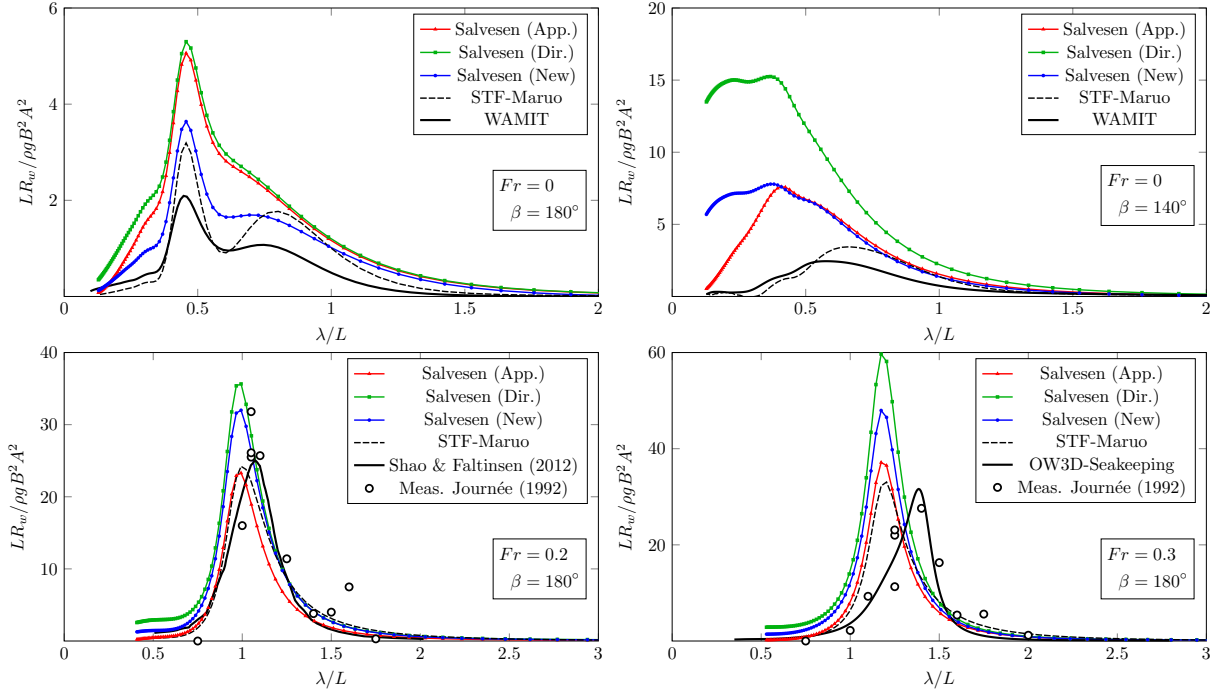 6
4
2
LR_w/ρgB²A²
0
0.5
1
1.5
2
λ/L
Salvesen (App.)
Salvesen (Dir.)
Salvesen (New)
STF-Maruo
WAMIT
Fr = 0
β = 180°
20
15
10
5
LR_w/ρgB²A²
0
0.5
1
1.5
2
λ/L
Salvesen (App.)
Salvesen (Dir.)
Salvesen (New)
STF-Maruo
WAMIT
Fr = 0
β = 140°
40
30
20
10
LR_w/ρgB²A²
0
0.5
1
1.5
2
2.5
3
λ/L
Salvesen (App.)
Salvesen (Dir.)
Salvesen (New)
STF-Maruo
Shao & Faltinsen (2012)
Meas. Journée (1992)
Fr = 0.2
β = 180°
60
40
20
LR_w/ρgB²A²
0
0.5
1
1.5
2
2.5
3
λ/L
Salvesen (App.)
Salvesen (Dir.)
Salvesen (New)
STF-Maruo
OW3D-Seakeeping
Meas. Journée (1992)
Fr = 0.3
β = 180°